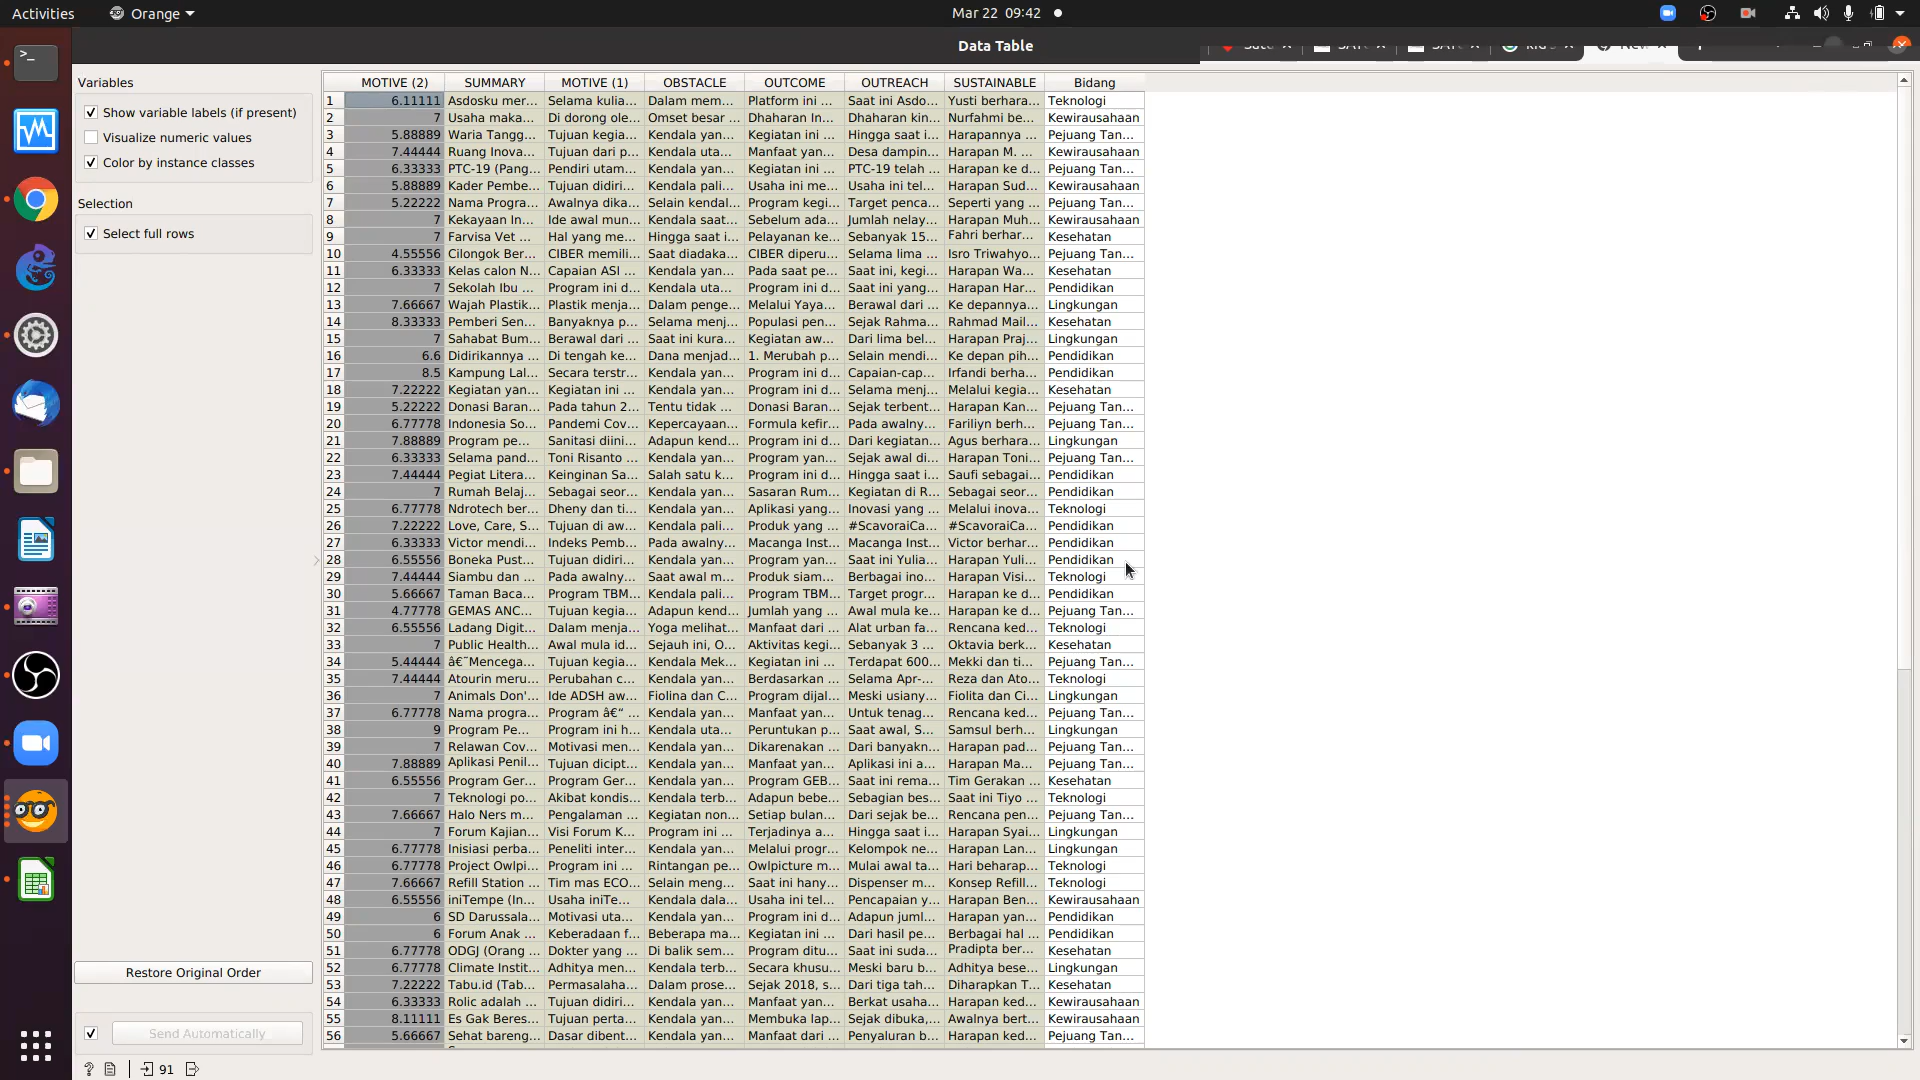 Activities Orange Mar 22 09:42
Data Table
Variables
Show variable labels (if present)
Visualize numeric values
Color by instance classes
Selection
Select full rows
Restore Original Order
Send Automatically
? 91
MOTIVE (2) SUMMARY MOTIVE (1) OBSTACLE OUTCOME OUTREACH SUSTAINABLE Bidang
1 6.11111 Asdosku mer... Selama kulia... Dalam mem... Platform ini ... Saat ini Asdo... Yusti berhara... Teknologi
2 7 Usaha maka... Di dorong ole... Omset besar ... Dhaharan In... Dhaharan kin... Nurfahmi be... Kewirausahaan
3 5.88889 Waria Tangg... Tujuan kegia... Kendala yan... Kegiatan ini ... Hingga saat i... Harapannya ... Pejuang Tan...
4 7.44444 Ruang Inova... Tujuan dari p... Kendala uta... Manfaat yan... Desa dampin... Harapan M. ... Kewirausahaan
5 6.33333 PTC-19 (Pang... Pendiri utam... Kendala yan... Kegiatan ini ... PTC-19 telah ... Harapan ke d... Pejuang Tan...
6 5.88889 Kader Pembe... Tujuan didiri... Kendala pali... Usaha ini me... Usaha ini tel... Harapan Sud... Kewirausahaan
7 5.22222 Nama Progra... Awalnya dika... Selain kendal... Program kegi... Target penca... Seperti yang ... Pejuang Tan...
8 7 Kekayaan In... Ide awal mun... Kendala saat... Sebelum ada... Jumlah nelay... Harapan Muh... Kewirausahaan
9 7 Farvisa Vet ... Hal yang me... Hingga saat i... Pelayanan ke... Sebanyak 15... Fahri berhar... Kesehatan
10 4.55556 Cilongok Ber... CIBER memili... Saat diadaka... CIBER diperu... Selama lima ... Isro Triwahyo... Pejuang Tan...
11 6.33333 Kelas calon N... Capaian ASI ... Kendala yan... Pada saat pe... Saat ini, kegi... Harapan Wa... Kesehatan
12 7 Sekolah Ibu ... Program ini d... Kendala uta... Program ini d... Saat ini yang... Harapan Har... Pendidikan
13 7.66667 Wajah Plastik... Plastik menja... Dalam penge... Melalui Yaya... Berawal dari ... Ke depannya... Lingkungan
14 8.33333 Pemberi Sen... Banyaknya p... Selama menj... Populasi pen... Sejak Rahma... Rahmad Mail... Kesehatan
15 7 Sahabat Bum... Berawal dari ... Saat ini kura... Kegiatan aw... Dari lima bel... Harapan Praj... Lingkungan
16 6.6 Didirikannya ... Di tengah ke... Dana menjad... 1. Merubah p... Selain mendi... Ke depan pih... Pendidikan
17 8.5 Kampung Lal... Secara terstr... Kendala yan... Program ini d... Capaian-cap... Irfandi berha... Pendidikan
18 7.22222 Kegiatan yan... Kegiatan ini ... Kendala yan... Program ini d... Selama menj... Melalui kegia... Kesehatan
19 5.22222 Donasi Baran... Pada tahun 2... Tentu tidak ... Donasi Baran... Sejak terbent... Harapan Kan... Pejuang Tan...
20 6.77778 Indonesia So... Pandemi Cov... Kepercayaan... Formula kefir... Pada awalny... Fariliyn berh... Pejuang Tan...
21 7.88889 Program pe... Sanitasi diini... Adapun kend... Program ini d... Dari kegiatan... Agus berhara... Lingkungan
22 6.33333 Selama pand... Toni Risanto ... Kendala yan... Program yan... Sejak awal di... Harapan Toni... Pejuang Tan...
23 7.44444 Pegiat Litera... Keinginan Sa... Salah satu k... Program ini d... Hingga saat i... Saufi sebagai... Pendidikan
24 7 Rumah Belaj... Sebagai seor... Kendala yan... Sasaran Rum... Kegiatan di R... Sebagai seor... Pendidikan
25 6.77778 Ndrotech ber... Dheny dan ti... Kendala yan... Aplikasi yang... Inovasi yang ... Melalui inova... Teknologi
26 7.22222 Love, Care, S... Tujuan di aw... Kendala pali... Produk yang ... #ScavoraiCa... #ScavoraiCa... Pendidikan
27 6.33333 Victor mendi... Indeks Pemb... Pada awalny... Macanga Inst... Macanga Inst... Victor berhar... Pendidikan
28 6.55556 Boneka Pust... Tujuan didiri... Kendala yan... Program yan... Saat ini Yulia... Harapan Yuli... Pendidikan
29 7.44444 Siambu dan ... Pada awalny... Saat awal m... Produk siam... Berbagai ino... Harapan Visi... Teknologi
30 5.66667 Taman Baca... Program TBM... Kendala pali... Program TBM... Target progr... Harapan ke d... Pendidikan
31 4.77778 GEMAS ANC... Tujuan kegia... Adapun kend... Jumlah yang ... Awal mula ke... Harapan ke d... Pejuang Tan...
32 6.55556 Ladang Digit... Dalam menja... Yoga melihat... Manfaat dari ... Alat urban fa... Rencana ked... Teknologi
33 7 Public Health... Awal mula id... Sejauh ini, O... Aktivitas kegi... Sebanyak 3 ... Oktavia berk... Kesehatan
34 5.44444 â€˜Mencega... Tujuan kegia... Kendala Mek... Kegiatan ini ... Terdapat 600... Mekki dan ti... Pejuang Tan...
35 7.44444 Atourin meru... Perubahan c... Kendala yan... Berdasarkan ... Selama Apr-... Reza dan Ato... Teknologi
36 7 Animals Don'... Ide ADSH aw... Fiolina dan C... Program dijal... Meski usiany... Fiolita dan Ci... Lingkungan
37 6.77778 Nama progra... Program â€“ ... Kendala yan... Manfaat yan... Untuk tenag... Rencana ked... Pejuang Tan...
38 9 Program Pe... Program ini h... Kendala uta... Peruntukan p... Saat awal, S... Samsul berh... Lingkungan
39 7 Relawan Cov... Motivasi men... Kendala yan... Dikarenakan ... Dari banyakn... Harapan pad... Pejuang Tan...
40 7.88889 Aplikasi Penil... Tujuan dicipt... Kendala yan... Manfaat yan... Aplikasi ini a... Harapan Ma... Pejuang Tan...
41 6.55556 Program Ger... Program Ger... Kendala yan... Program GEB... Saat ini rema... Tim Gerakan ... Kesehatan
42 7 Teknologi po... Akibat kondis... Kendala terb... Adapun bebe... Sebagian bes... Saat ini Tiyo ... Teknologi
43 7.66667 Halo Ners m... Pengalaman ... Kegiatan non... Setiap bulan... Dari sejak be... Rencana pen... Pejuang Tan...
44 7 Forum Kajian... Visi Forum K... Program ini ... Terjadinya a... Hingga saat i... Harapan Syai... Lingkungan
45 6.77778 Inisiasi perba... Peneliti inter... Kendala yan... Melalui progr... Kelompok ne... Harapan Lan... Lingkungan
46 6.77778 Project Owlpi... Program ini ... Rintangan pe... Owlpicture m... Mulai awal ta... Hari beharap... Teknologi
47 7.66667 Refill Station ... Tim mas ECO... Selain meng... Saat ini hany... Dispenser m... Konsep Refill... Teknologi
48 6.55556 iniTempe (In... Usaha iniTe... Kendala dala... Usaha ini tel... Pencapaian y... Harapan Ben... Kewirausahaan
49 6 SD Darussala... Motivasi uta... Kendala yan... Program ini d... Adapun juml... Harapan yan... Pendidikan
50 6 Forum Anak ... Keberadaan f... Beberapa ma... Kegiatan ini ... Dari hasil pe... Berbagai hal ... Pendidikan
51 6.77778 ODGJ (Orang ... Dokter yang ... Di balik sem... Program ditu... Saat ini suda... Pradipta ber... Kesehatan
52 6.77778 Climate Instit... Adhitya men... Kendala terb... Secara khusu... Meski baru b... Adhitya bese... Lingkungan
53 7.22222 Tabu.id (Tab... Permasalaha... Dalam prose... Sejak 2018, s... Dari tiga tah... Diharapkan T... Kesehatan
54 6.33333 Rolic adalah ... Tujuan didiri... Kendala yan... Manfaat yan... Berkat usaha... Harapan ked... Kewirausahaan
55 8.11111 Es Gak Beres... Tujuan perta... Kendala yan... Membuka lap... Sejak dibuka,... Awalnya bert... Kewirausahaan
56 5.66667 Sehat bareng... Dasar dibent... Kendala yan... Manfaat dari ... Penyaluran b... Harapan ked... Pejuang Tan...